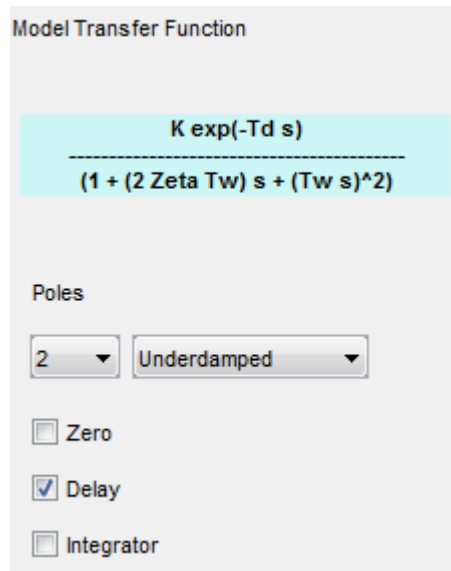 Model Transfer Function
K exp(-Td s)
------------------------------------------
(1 + (2 Zeta Tw) s + (Tw s)^2)
Poles
2 Underdamped
Zero
Delay
Integrator